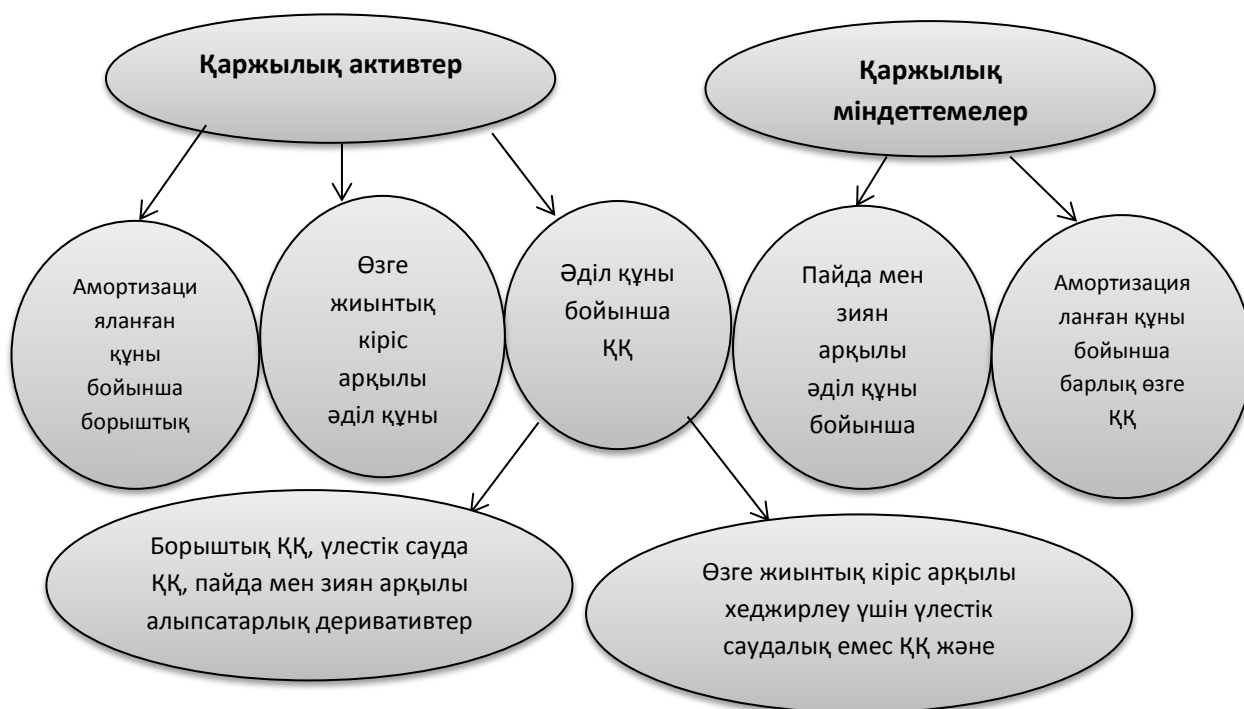 Қаржылық активтер
Қаржылық
міндеттемелер
Амортизаци
яланған
құны
бойынша
борыштық
Өзге
жиынтық
кіріс
арқылы
әділ құны
Әділ құны
бойынша
ҚҚ
Пайда мен
зиян
арқылы
әділ құны
бойынша
Амортизация
ланған құны
бойынша
барлық өзге
ҚҚ
Борыштық ҚҚ, үлестік сауда
ҚҚ, пайда мен зиян арқылы
алыпсатарлық деривативтер
Өзге жиынтық кіріс арқылы
хеджирлеу үшін үлестік
саудалық емес ҚҚ және